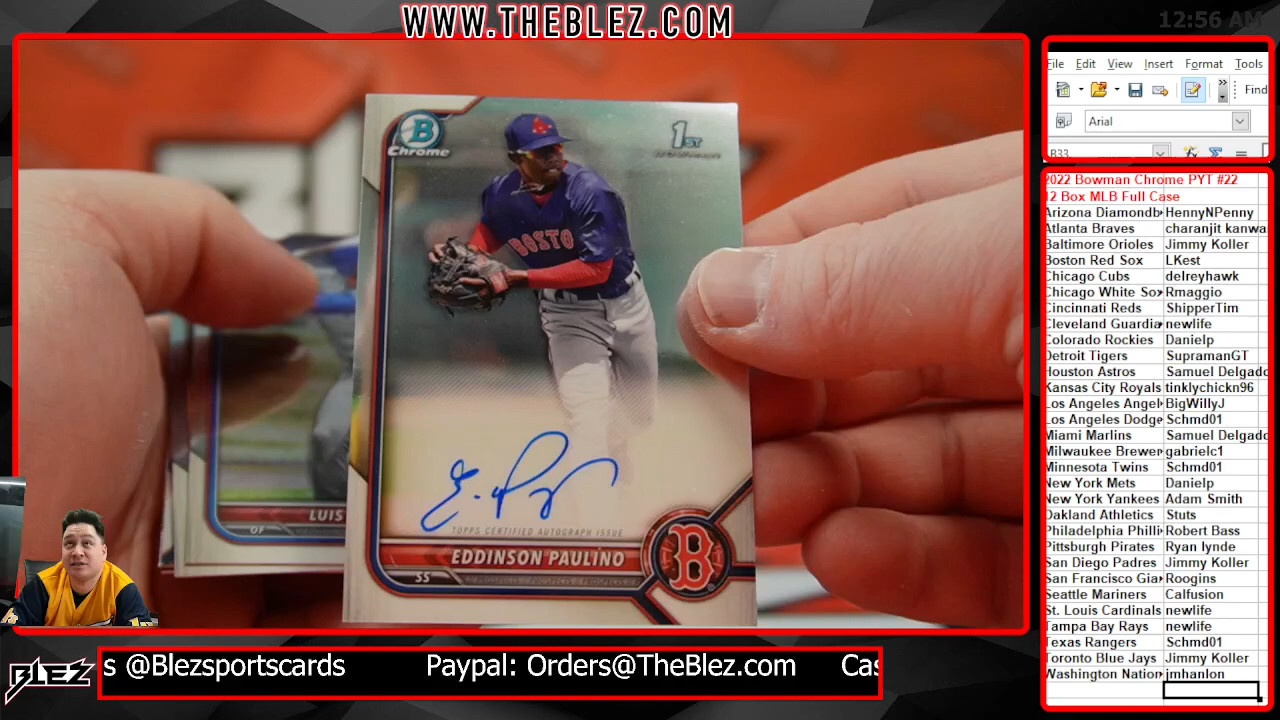 WWW.THEBLEZ.COM
12:56 AM
File Edit View Insert Format Tools
Find
Arial
B33
2022 Bowman Chrome PYT #22
12 Box MLB Full Case
Arizona Diamondb HennyNPenny
Atlanta Braves charanjit kanwa
Baltimore Orioles Jimmy Koller
Boston Red Sox LKest
Chicago Cubs delreyhawk
Chicago White Sox Rmaggio
Cincinnati Reds ShipperTim
Cleveland Guardia newlife
Colorado Rockies Danielp
Detroit Tigers SupramanGT
Houston Astros Samuel Delgado
Kansas City Royals tinklychickn96
Los Angeles Angel BigWillyJ
Los Angeles Dodge Schmd01
Miami Marlins Samuel Delgado
Milwaukee Brewer gabrielc1
Minnesota Twins Schmd01
New York Mets Danielp
New York Yankees Adam Smith
Oakland Athletics Stuts
Philadelphia Philli Robert Bass
Pittsburgh Pirates Ryan lynde
San Diego Padres Jimmy Koller
San Francisco Gia Roogins
Seattle Mariners Calfusion
St. Louis Cardinals newlife
Tampa Bay Rays newlife
Texas Rangers Schmd01
Toronto Blue Jays Jimmy Koller
Washington Nation jmhanlon
B
Chrome
1ST
BOSTO
TOPPS CERTIFIED AUTOGRAPH ISSUE
EDDINSON PAULINO
SS
B
LUIS
OF
BLEZ
s @Blezsportscards Paypal: Orders@TheBlez.com Cas